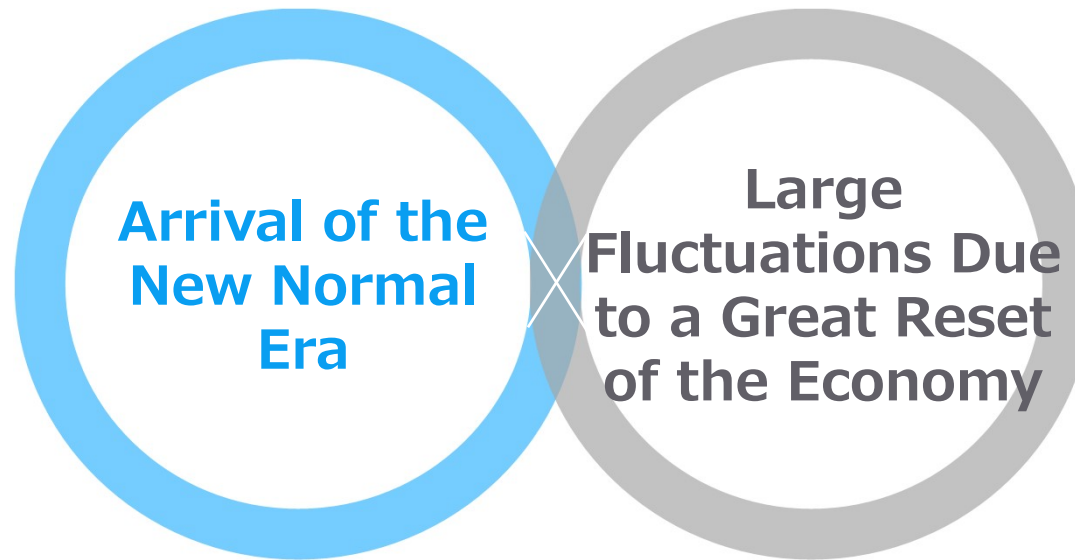 Arrival of the
New Normal
Era
Large
Fluctuations Due
to a Great Reset
of the Economy